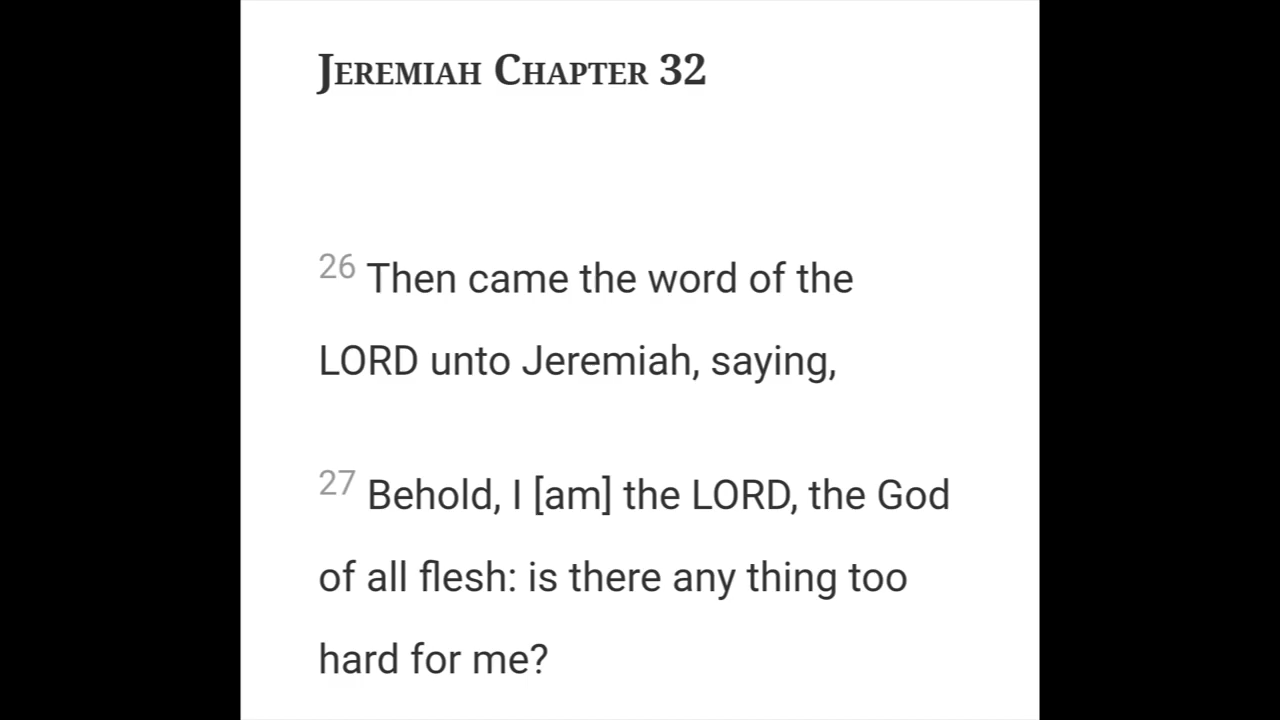 Jeremiah Chapter 32
26 Then came the word of the
LORD unto Jeremiah, saying,
27 Behold, I [am] the LORD, the God
of all flesh: is there any thing too
hard for me?